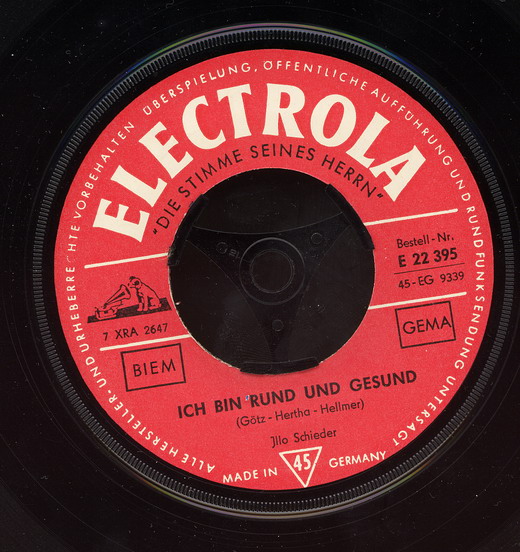 ALLE HERSTELLER- UND URHEBERRECHTE VORBEHALTEN ÜBERSPIELUNG, ÖFFENTLICHE AUFFÜHRUNG UND RUNDFUNKSENDUNG UNTERSAGT
ELECTROLA
"DIE STIMME SEINES HERRN"
Bestell-Nr.
E 22 395
45-EG 9339
7 XRA 2647
BIEM
GEMA
ICH BIN RUND UND GESUND
(Götz - Hertha - Hellmer)
Jllo Schieder
MADE IN 45 GERMANY